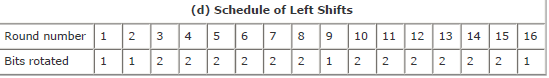 (d) Schedule of Left Shifts
Round number 1 2 3 4 5 6 7 8 9 10 11 12 13 14 15 16
Bits rotated 1 1 2 2 2 2 2 2 1 2 2 2 2 2 2 1